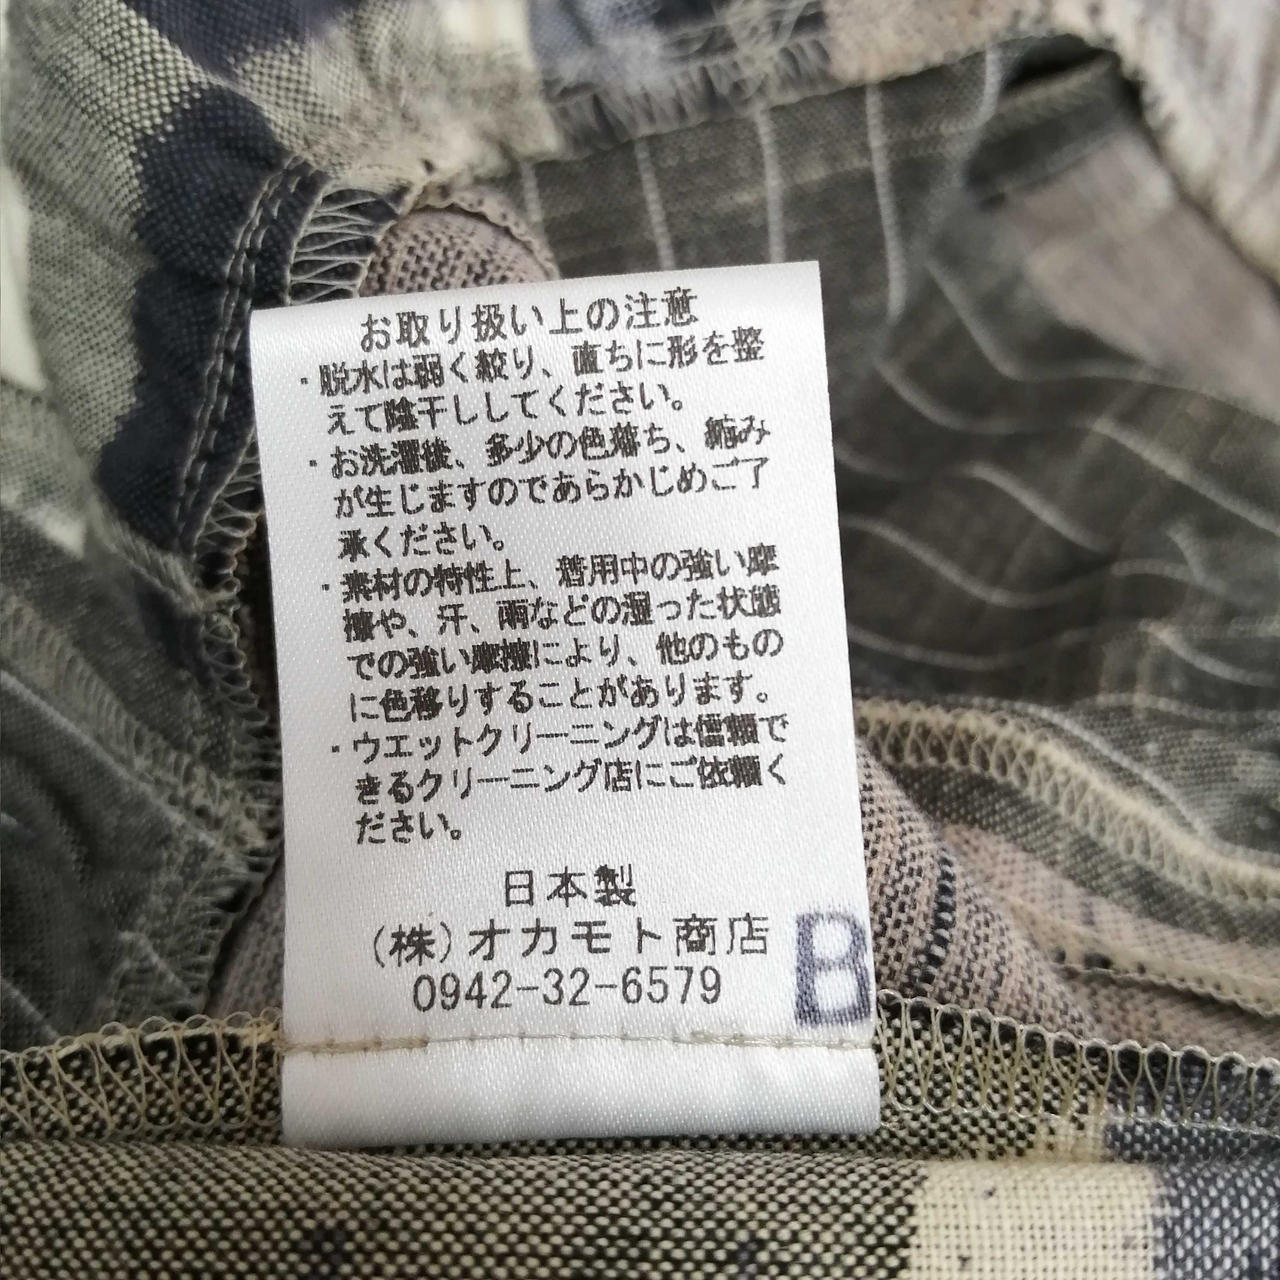 お取り扱い上の注意
・脱水は弱く絞り、直ちに形を整
えて陰干ししてください。
・お洗濯後、多少の色落ち、縮み
が生じますのであらかじめご了
承ください。
・素材の特性上、着用中の強い摩
擦や、汗、雨などの湿った状態
での強い摩擦により、他のもの
に色移りすることがあります。
・ウエットクリーニングは信頼で
きるクリーニング店にご依頼く
ださい。
日本製
(株)オカモト商店
0942-32-6579
B